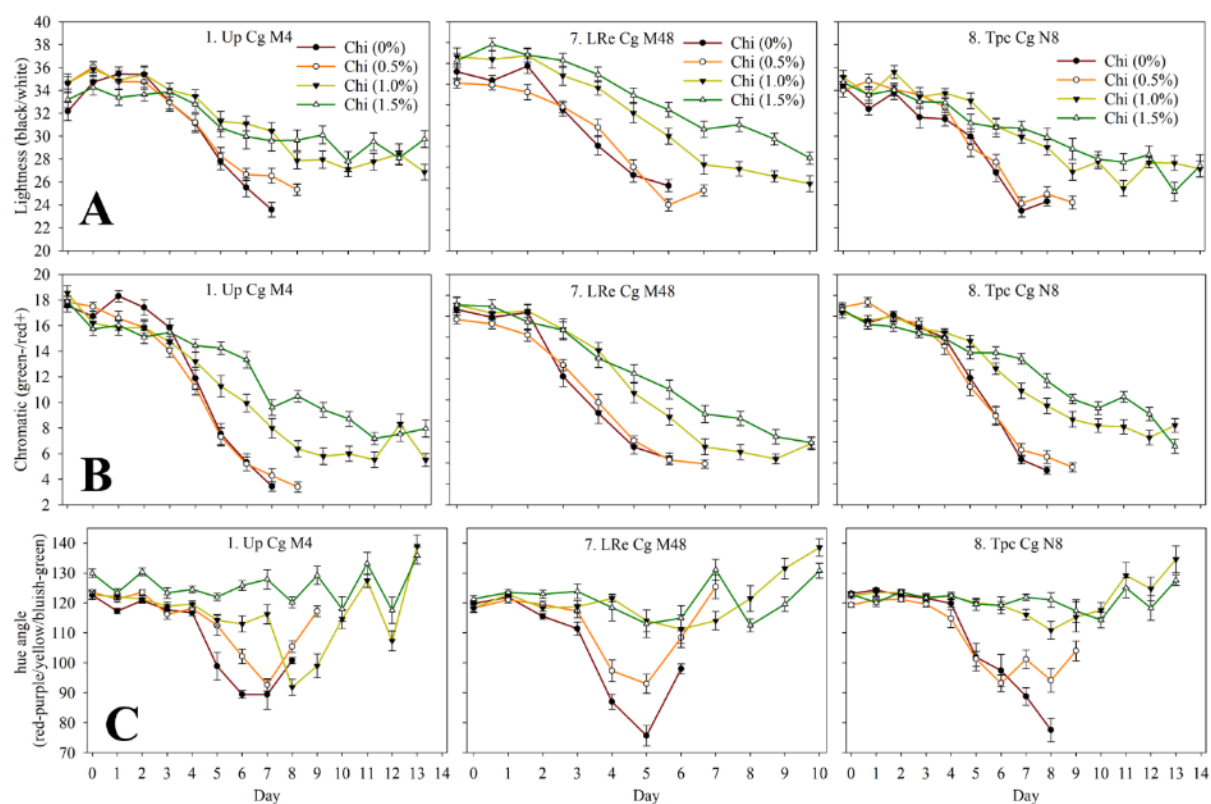 1. Up Cg M4
Chi (0%)
Chi (0.5%)
Chi (1.0%)
Chi (1.5%)
40
38
36
34
32
30
28
26
24
22
20
Lightness (black/white)
A
7. LRe Cg M48
Chi (0%)
Chi (0.5%)
Chi (1.0%)
Chi (1.5%)
8. Tpc Cg N8
Chi (0%)
Chi (0.5%)
Chi (1.0%)
Chi (1.5%)
1. Up Cg M4
20
18
16
14
12
10
8
6
4
2
Chromatic (green-/red+)
B
7. LRe Cg M48
8. Tpc Cg N8
1. Up Cg M4
140
130
120
110
100
90
80
70
hue angle
(red-purple/yellow/bluish-green)
C
0 1 2 3 4 5 6 7 8 9 10 11 12 13 14
Day
7. LRe Cg M48
0 1 2 3 4 5 6 7 8 9 10
Day
8. Tpc Cg N8
0 1 2 3 4 5 6 7 8 9 10 11 12 13 14
Day